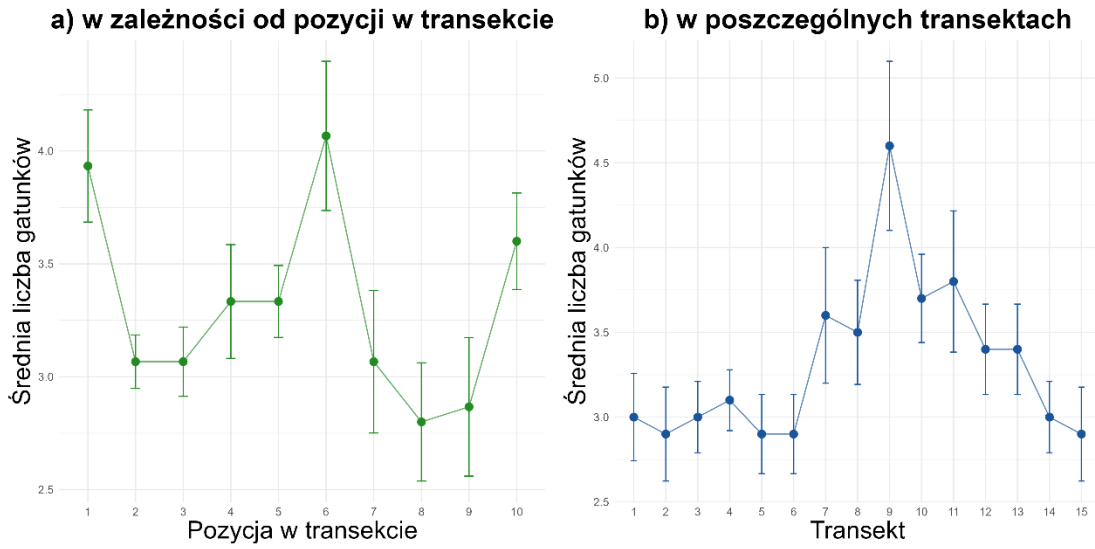 a) w zależności od pozycji w transekcie
Średnia liczba gatunków
4.0
3.5
3.0
2.5
1 2 3 4 5 6 7 8 9 10
Pozycja w transekcie
b) w poszczególnych transektach
Średnia liczba gatunków
5.0
4.5
4.0
3.5
3.0
2.5
1 2 3 4 5 6 7 8 9 10 11 12 13 14 15
Transekt